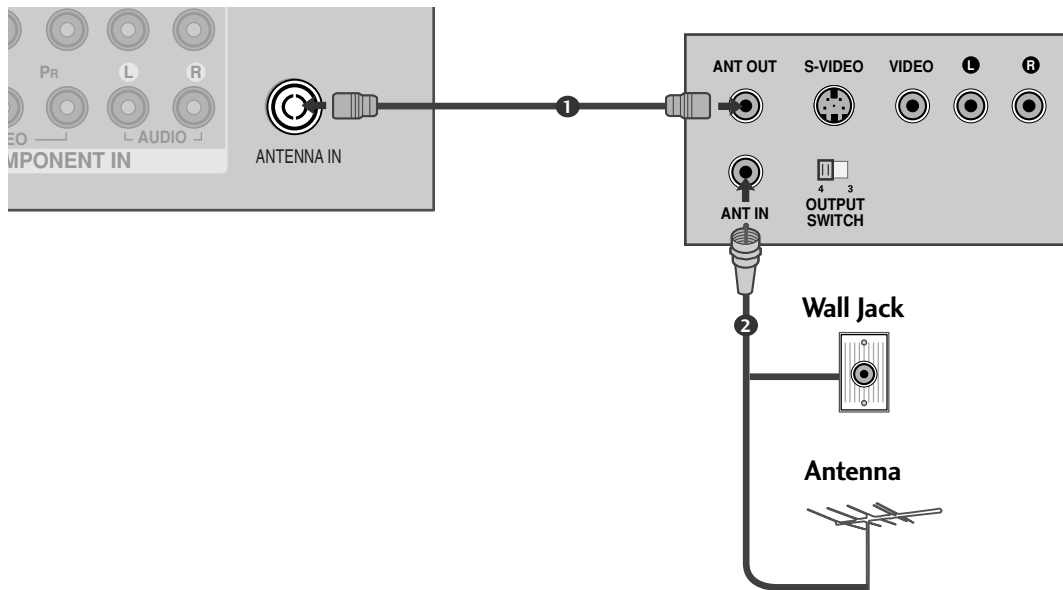 PR L R
EO AUDIO
MPONENT IN
ANTENNA IN
1
ANT OUT S-VIDEO VIDEO L R
ANT IN
4 3
OUTPUT
SWITCH
2
Wall Jack
Antenna